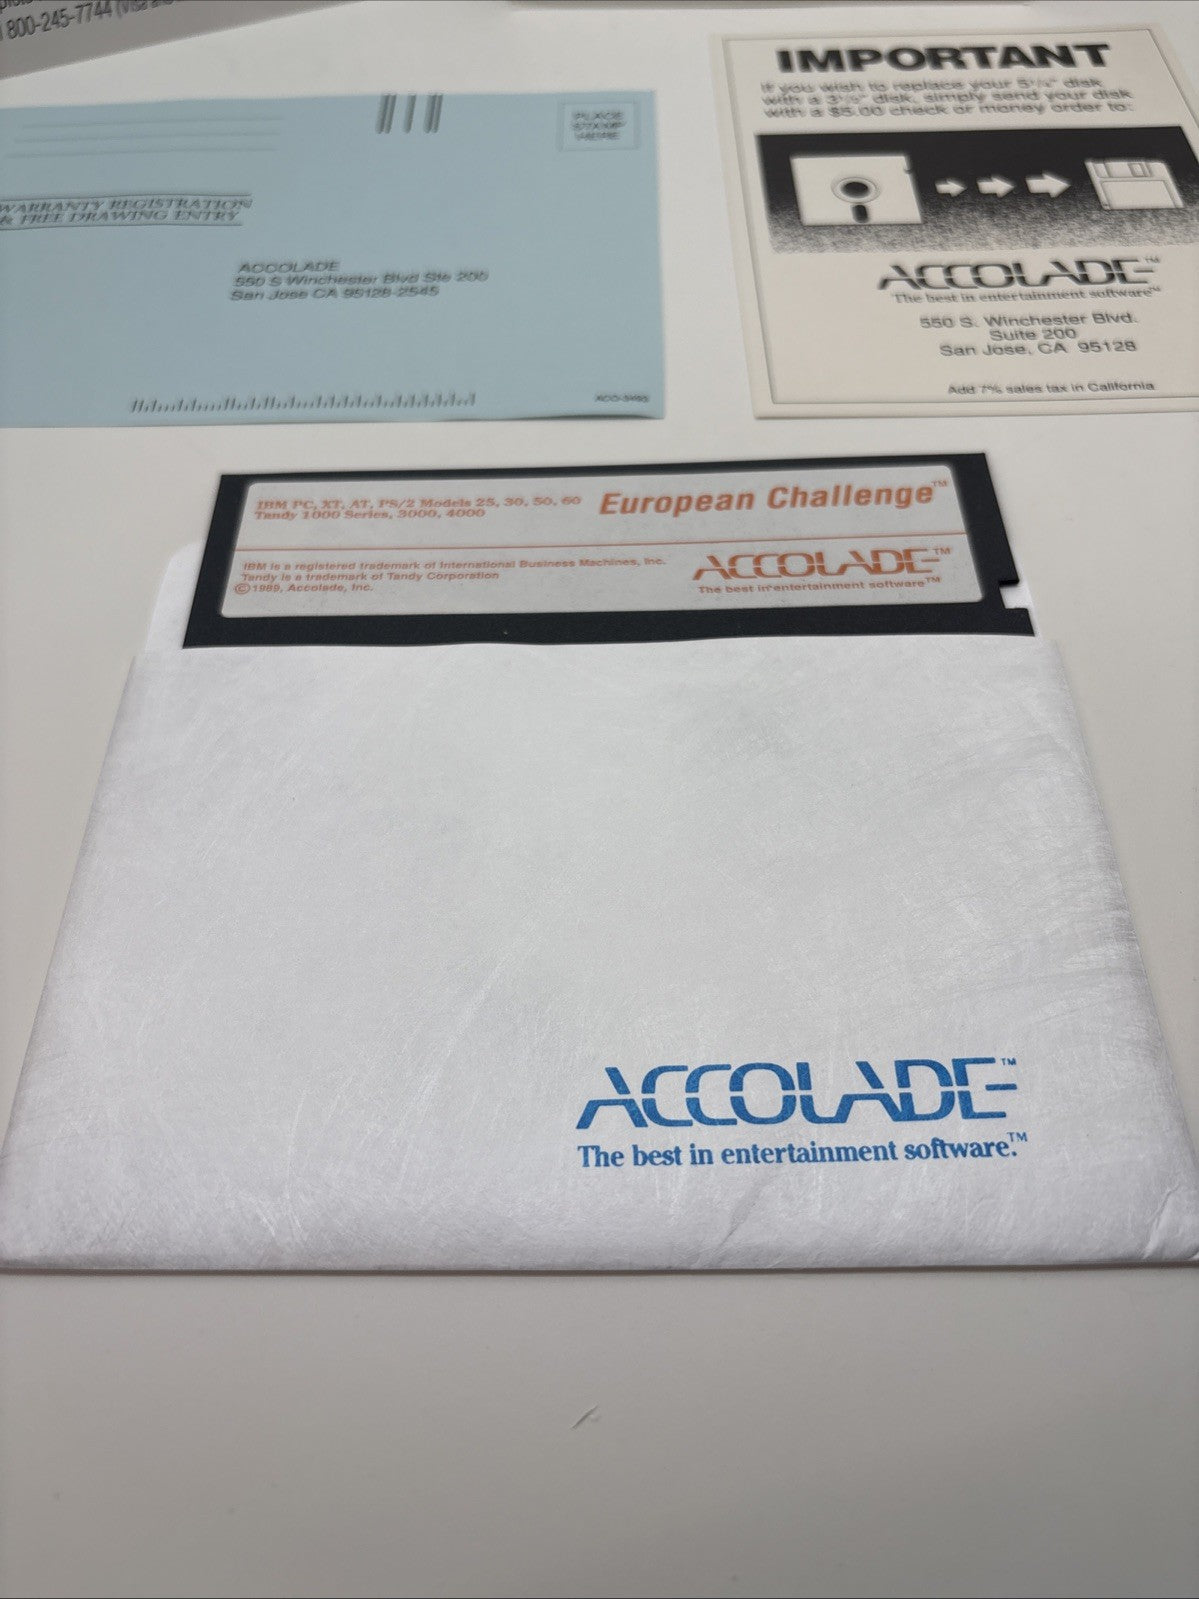 800-245-7744 (Visa
PLACE
STAMP
HERE
WARRANTY REGISTRATION
& FREE DRAWING ENTRY
ACCOLADE
550 S Winchester Blvd Ste 200
San Jose CA 95128-2545
IMPORTANT
If you wish to replace your 5¼" disk
with a 3½" disk, simply send your disk
with a $5.00 check or money order to:
ACCOLADE™
The best in entertainment software™
550 S. Winchester Blvd.
Suite 200
San Jose, CA 95128
Add 7% sales tax in California
IBM PC, XT, AT, PS/2 Models 25, 30, 50, 60
Tandy 1000 Series, 3000, 4000
European Challenge™
IBM is a registered trademark of International Business Machines, Inc.
Tandy is a trademark of Tandy Corporation
©1989, Accolade, Inc.
ACCOLADE™
The best in entertainment software™
ACCOLADE™
The best in entertainment software.™